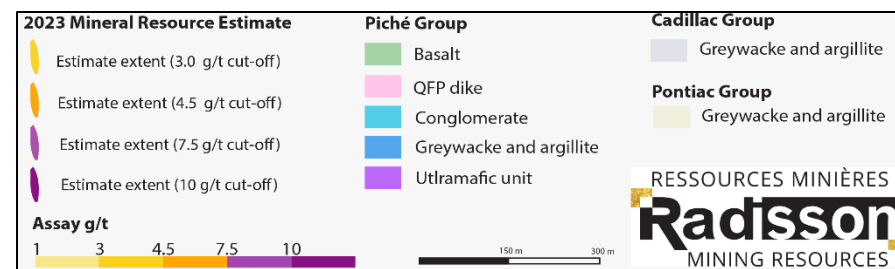 2023 Mineral Resource Estimate
Estimate extent (3.0 g/t cut-off)
Estimate extent (4.5 g/t cut-off)
Estimate extent (7.5 g/t cut-off)
Estimate extent (10 g/t cut-off)
Assay g/t
1 3 4.5 7.5 10
Piché Group
Basalt
QFP dike
Conglomerate
Greywacke and argillite
Utlramafic unit
150 m 300 m
Cadillac Group
Greywacke and argillite
Pontiac Group
Greywacke and argillite
RESSOURCES MINIÈRES
Radisson
MINING RESOURCES